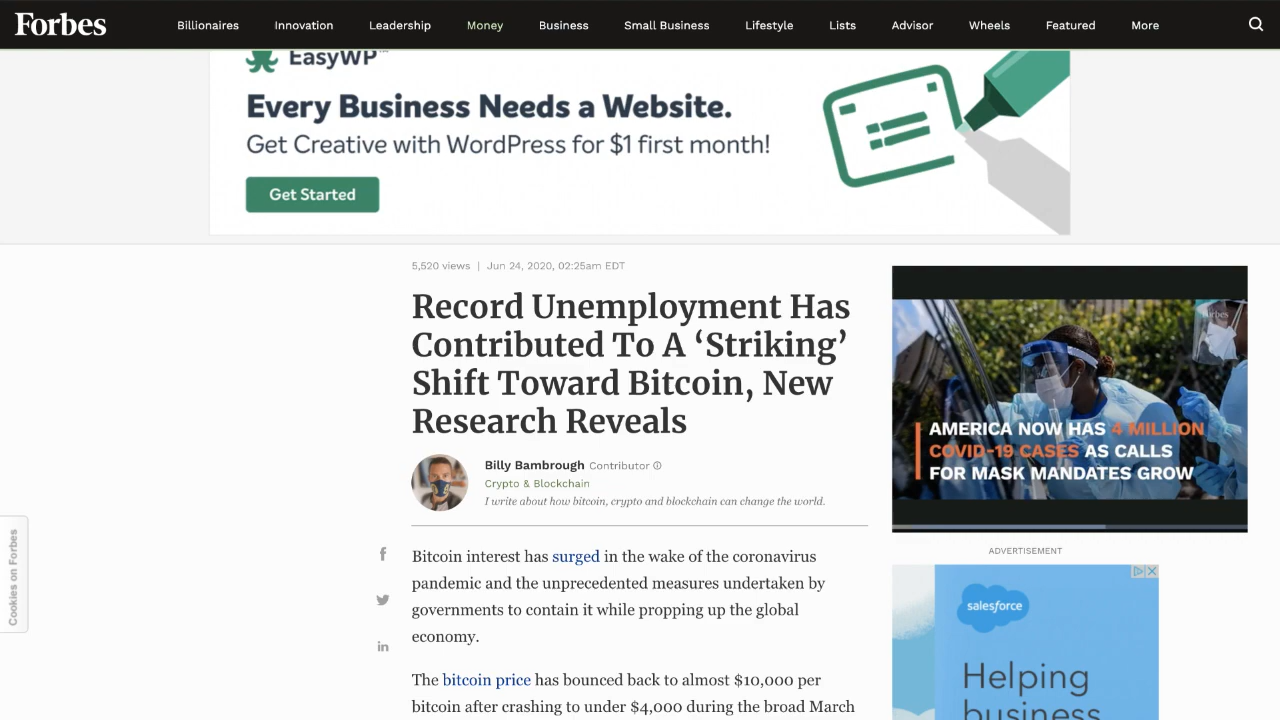 Forbes
Billionaires Innovation Leadership Money Business Small Business Lifestyle Lists Advisor Wheels Featured More
EasyWP™
Every Business Needs a Website.
Get Creative with WordPress for $1 first month!
Get Started
5,520 views | Jun 24, 2020, 02:25am EDT
Record Unemployment Has
Contributed To A ‘Striking’
Shift Toward Bitcoin, New
Research Reveals
Billy Bambrough Contributor
Crypto & Blockchain
I write about how bitcoin, crypto and blockchain can change the world.
Bitcoin interest has surged in the wake of the coronavirus
pandemic and the unprecedented measures undertaken by
governments to contain it while propping up the global
economy.
The bitcoin price has bounced back to almost $10,000 per
bitcoin after crashing to under $4,000 during the broad March
Cookies on Forbes
Forbes
AMERICA NOW HAS 4 MILLION
COVID-19 CASES AS CALLS
FOR MASK MANDATES GROW
ADVERTISEMENT
salesforce
Helping
business